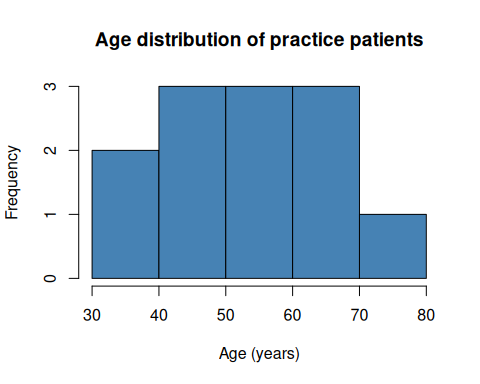 Age distribution of practice patients
Frequency
3
2
1
0
30 40 50 60 70 80
Age (years)